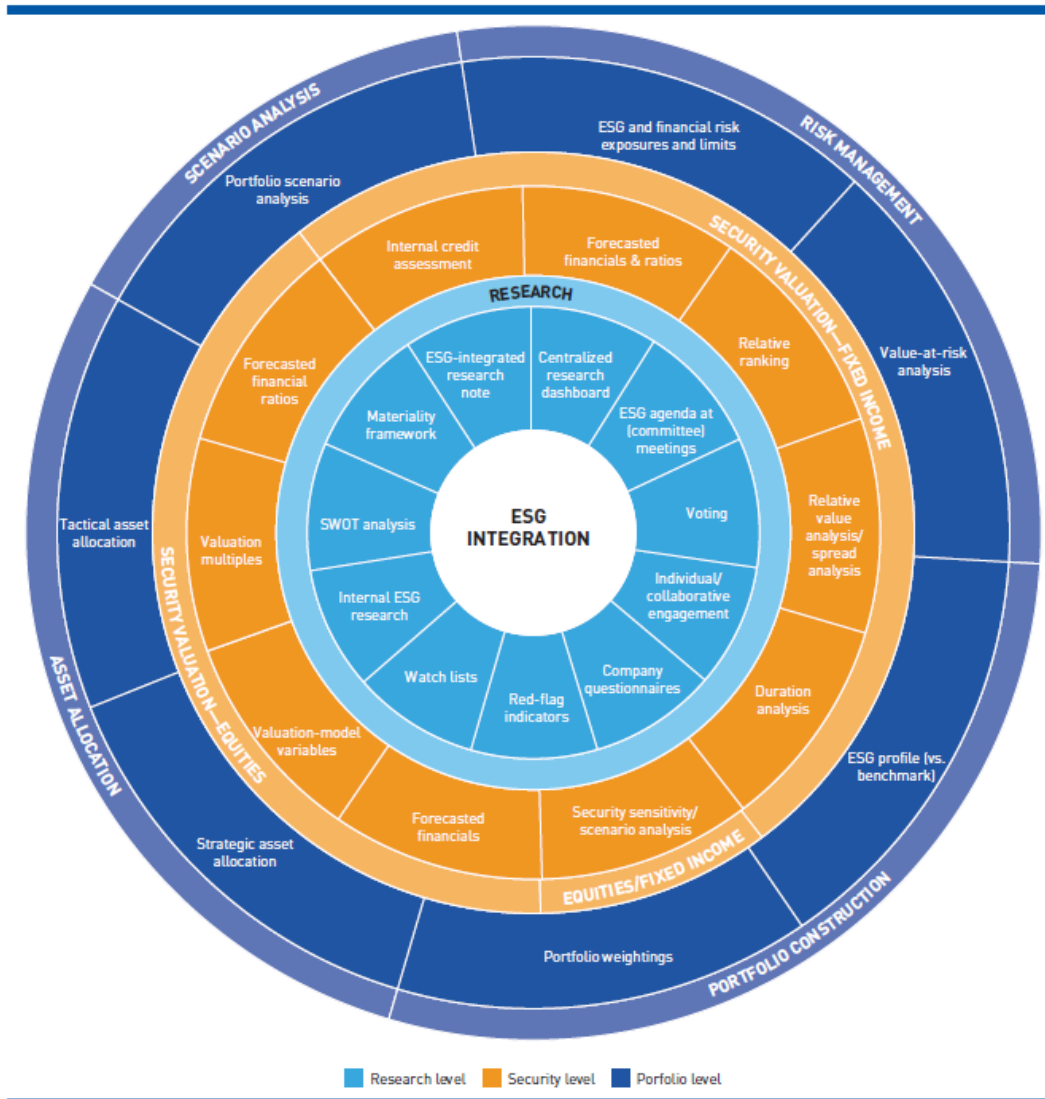 SCENARIO ANALYSIS
RISK MANAGEMENT
ESG and financial risk
exposures and limits
Portfolio scenario
analysis
Value-at-risk
analysis
Tactical asset
allocation
ESG profile (vs.
benchmark)
Strategic asset
allocation
Portfolio weightings
ASSET ALLOCATION
PORTFOLIO CONSTRUCTION
SECURITY VALUATION—FIXED INCOME
SECURITY VALUATION—EQUITIES
EQUITIES/FIXED INCOME
Internal credit
assessment
Forecasted
financials & ratios
Relative
ranking
Forecasted
financial
ratios
Valuation
multiples
Relative
value
analysis/
spread
analysis
Duration
analysis
Valuation-model
variables
Forecasted
financials
Security sensitivity/
scenario analysis
RESEARCH
ESG-integrated
research
note
Centralized
research
dashboard
Materiality
framework
ESG agenda at
(committee)
meetings
SWOT analysis
Voting
Internal ESG
research
Individual/
collaborative
engagement
Watch lists
Red-flag
indicators
Company
questionnaires
ESG
INTEGRATION
Research level
Security level
Porfolio level